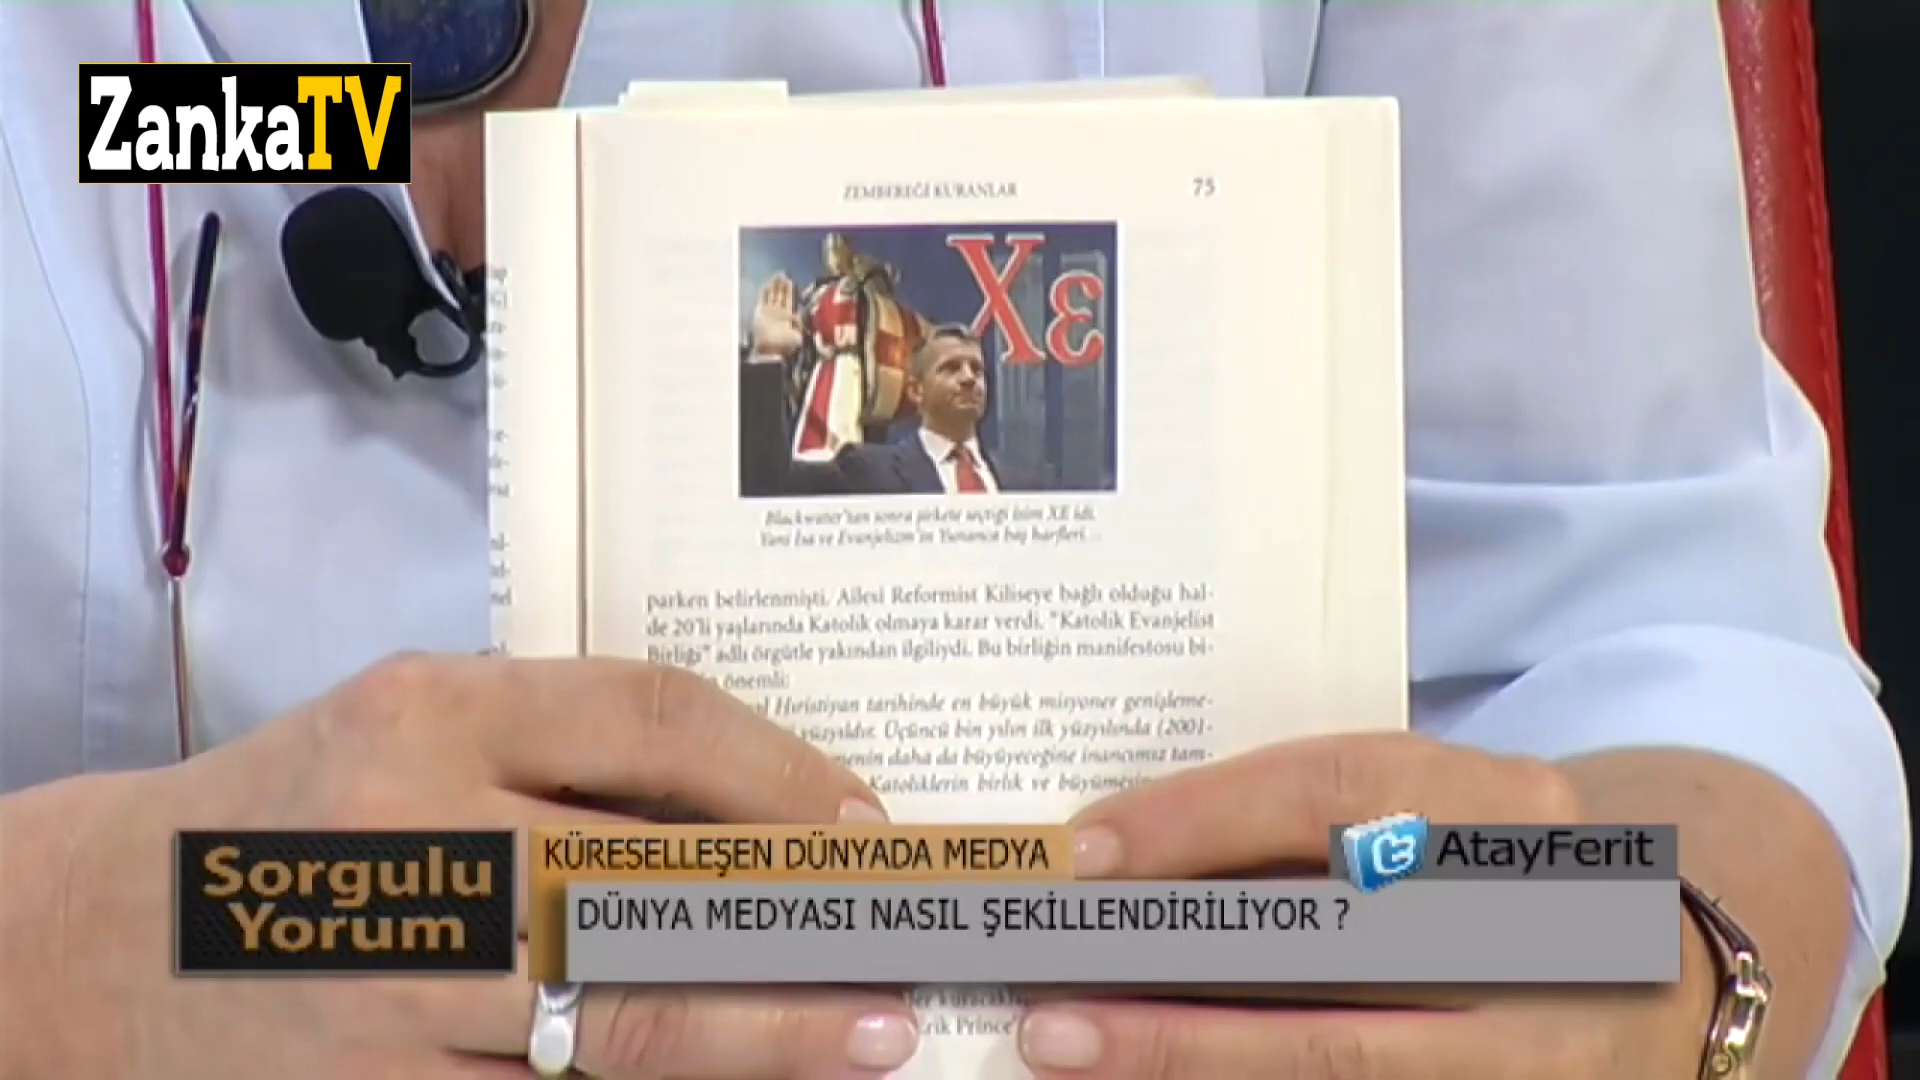 ZankaTV
ZEMBEREĞİ KURANLAR
75
Xε
Blackwater'tan sonra şirkete seçtiği isim XE idi.
Yani İsa ve Evanjelizm'in Yunanca baş harfleri...
parken belirlenmişti. Ailesi Reformist Kiliseye bağlı olduğu hal-
de 20'li yaşlarında Katolik olmaya karar verdi. "Katolik Evanjelist
Birliği" adlı örgütle yakından ilgiliydi. Bu birliğin manifestosu bi-
önemli:
Hıristiyan tarihinde en büyük misyoner genişleme-
yüzyıldır. Üçüncü bin yılın ilk yüzyılında (2001-
daha da büyüyeceğine inancımız tam-
Katoliklerin birlik ve büyümesine
Sorgulu
Yorum
KÜRESELLEŞEN DÜNYADA MEDYA
AtayFerit
DÜNYA MEDYASI NASIL ŞEKİLLENDİRİLİYOR ?
Prince'